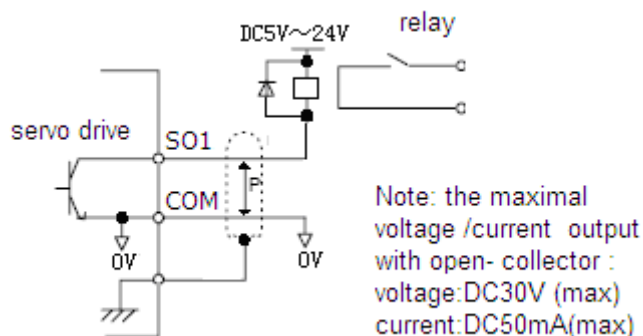 relay
DC5V～24V
servo drive
SO1
P
COM
0V
0V
Note: the maximal
voltage /current output
with open- collector :
voltage:DC30V (max)
current:DC50mA(max)